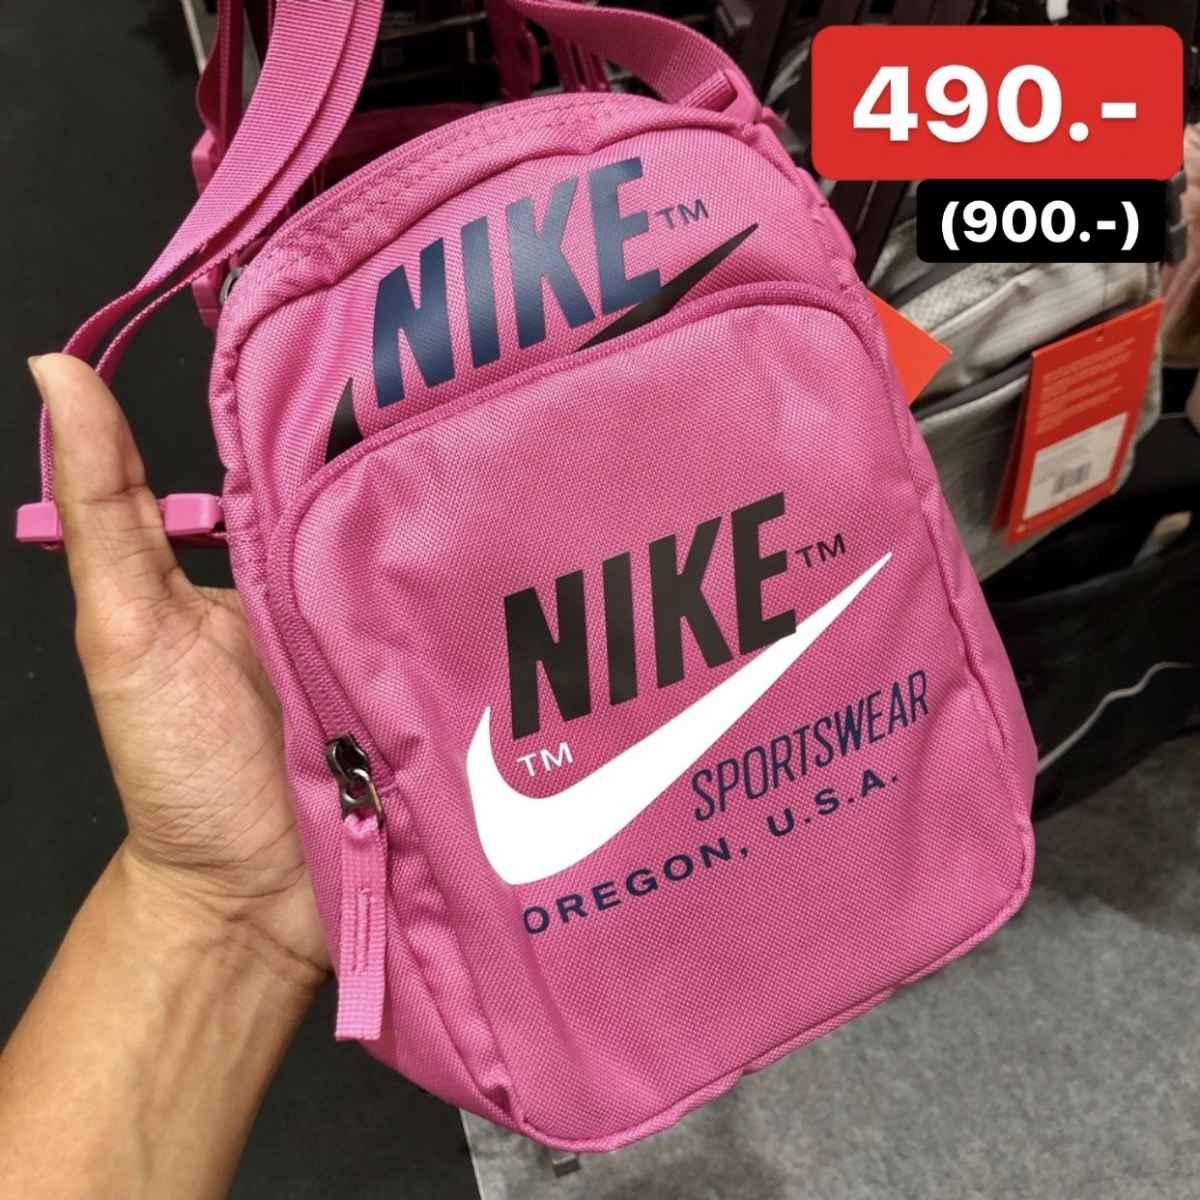 490.-
(900.-)
NIKE™
NIKE™
™
SPORTSWEAR
OREGON, U.S.A.